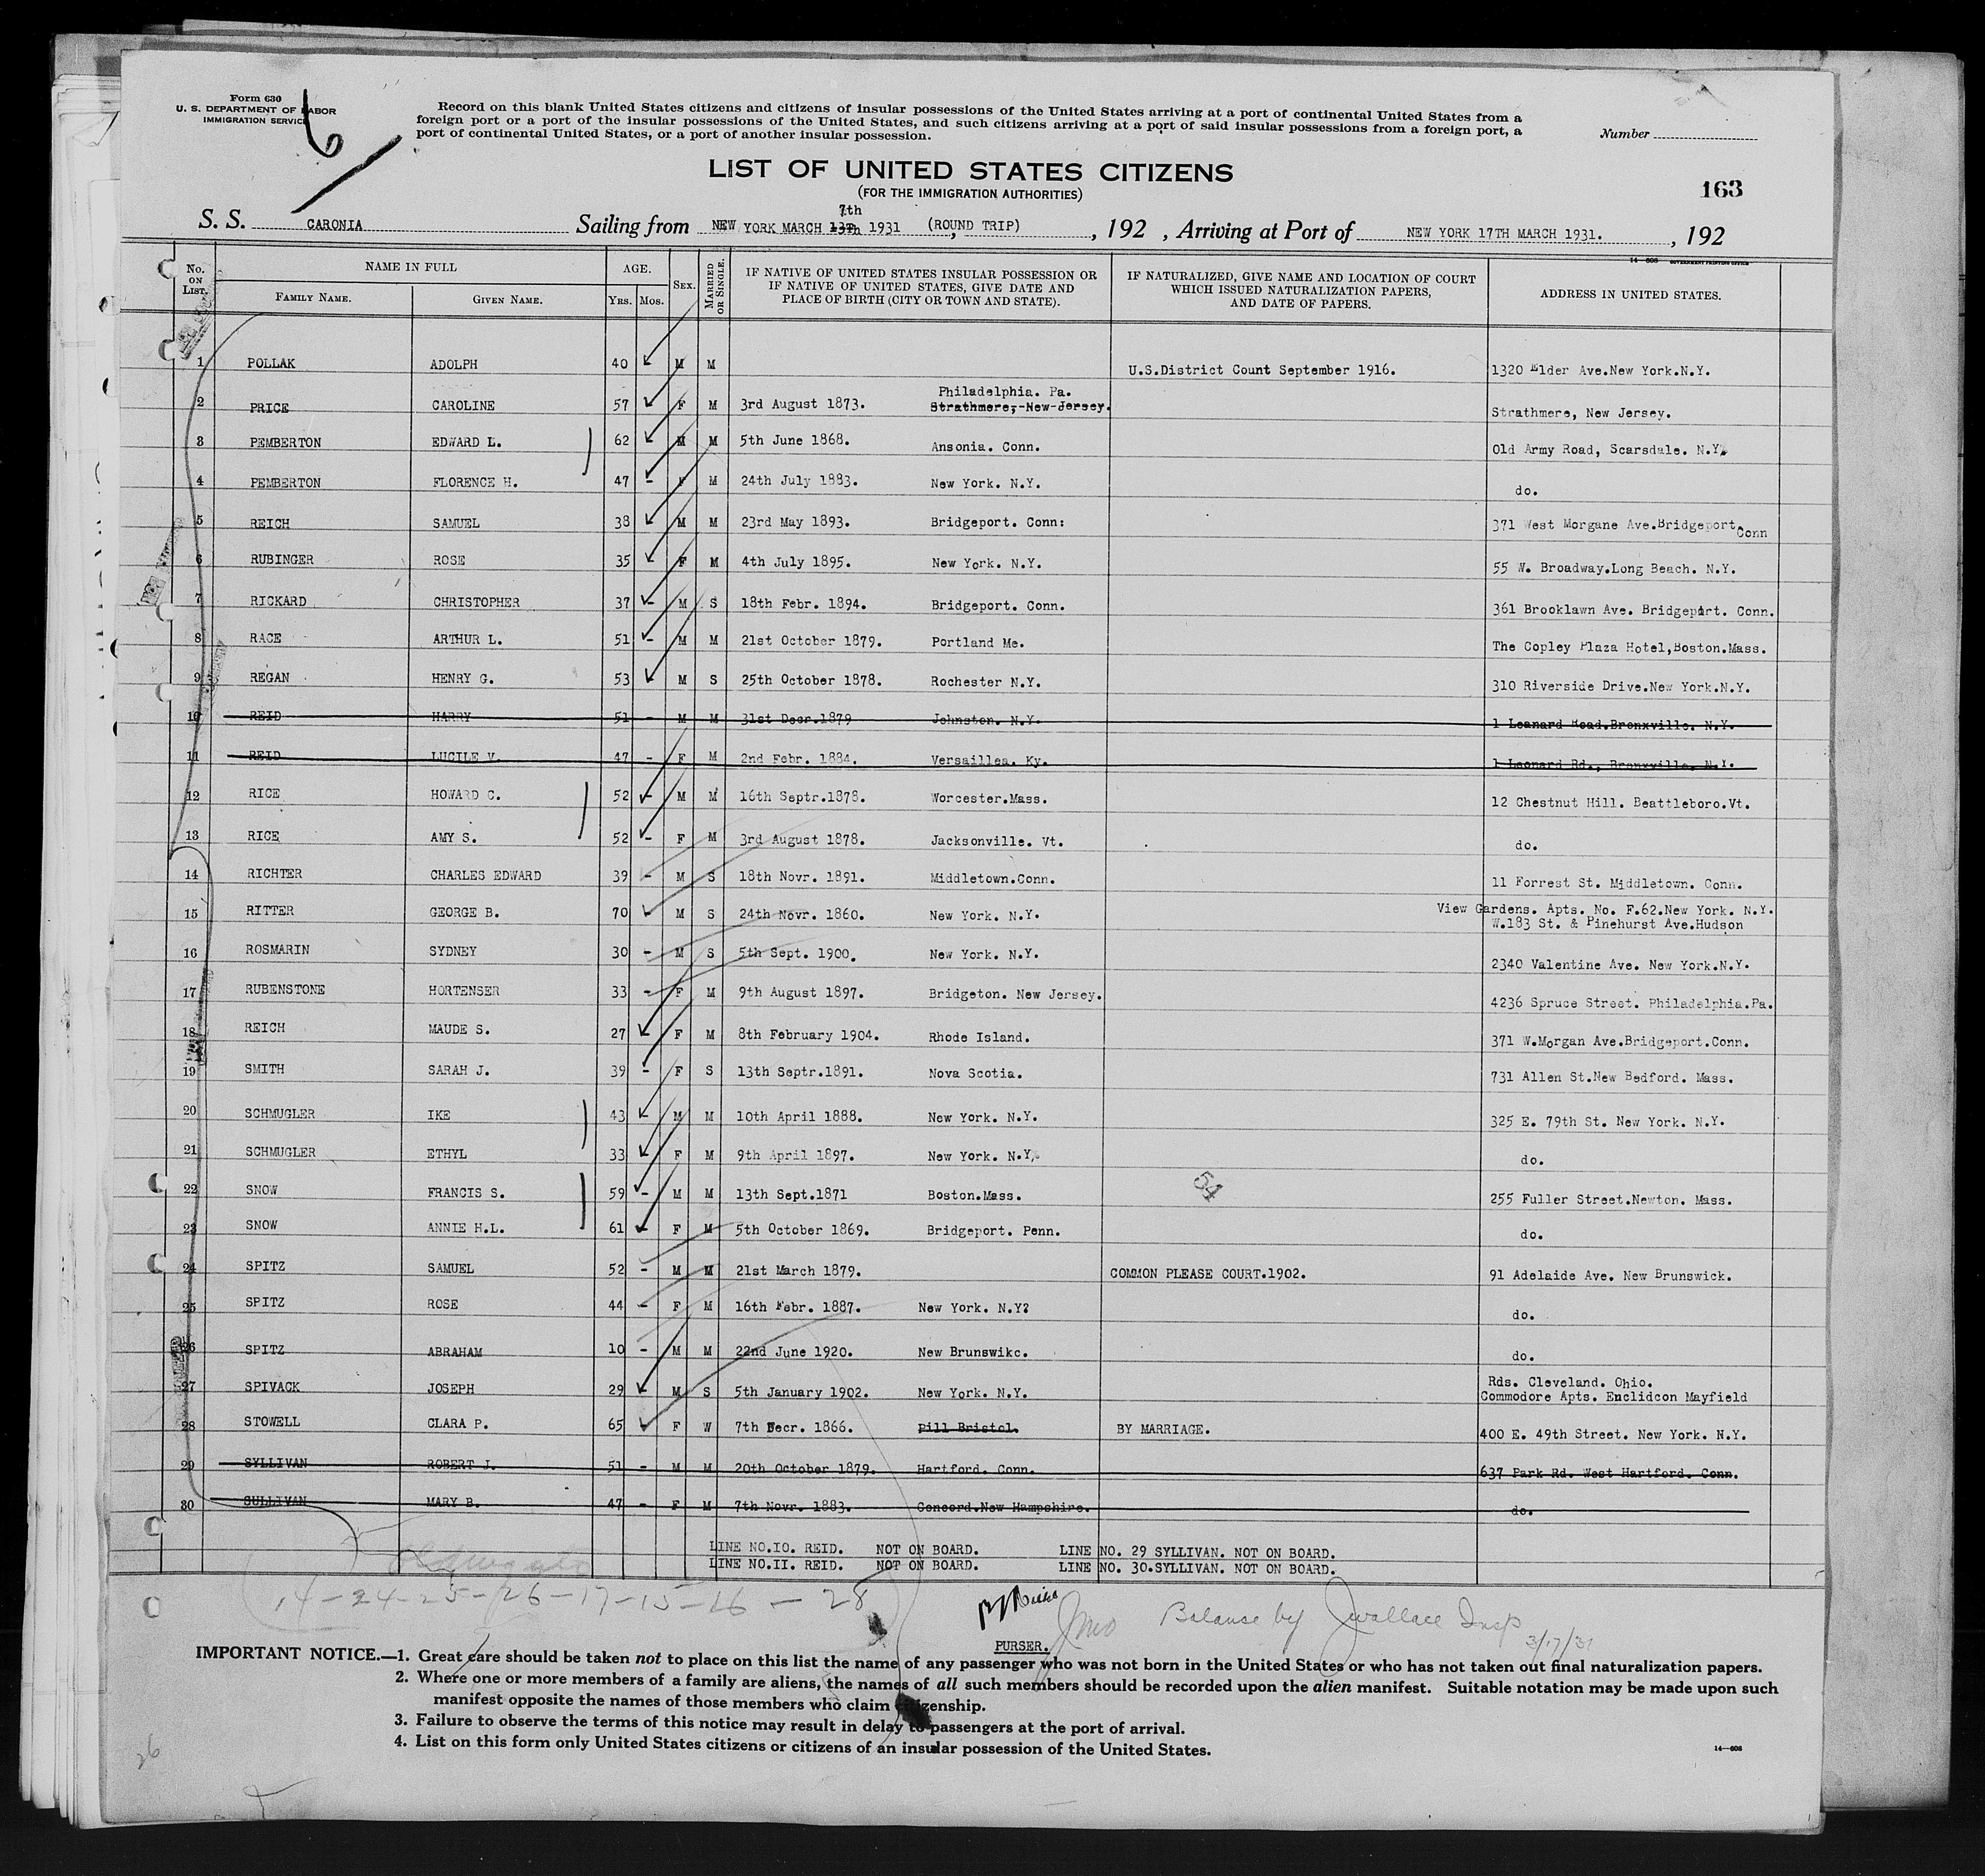 Form 630
U. S. DEPARTMENT OF LABOR
IMMIGRATION SERVICE
6
Record on this blank United States citizens and citizens of insular possessions of the United States arriving at a port of continental United States from a
foreign port or a port of the insular possessions of the United States, and such citizens arriving at a port of said insular possessions from a foreign port, a
port of continental United States, or a port of another insular possession.
Number
LIST OF UNITED STATES CITIZENS
(FOR THE IMMIGRATION AUTHORITIES)
163
S. S. CARONIA Sailing from NEW YORK MARCH 13th 7th 1931 (ROUND TRIP), 192 , Arriving at Port of NEW YORK 17TH MARCH 1931. , 192
14—608 GOVERNMENT PRINTING OFFICE
No. ON LIST. NAME IN FULL FAMILY NAME. GIVEN NAME. AGE. YRS. MOS. SEX. MARRIED OR SINGLE. IF NATIVE OF UNITED STATES INSULAR POSSESSION OR IF NATIVE OF UNITED STATES, GIVE DATE AND PLACE OF BIRTH (CITY OR TOWN AND STATE). IF NATURALIZED, GIVE NAME AND LOCATION OF COURT WHICH ISSUED NATURALIZATION PAPERS, AND DATE OF PAPERS. ADDRESS IN UNITED STATES.
1 POLLAK ADOLPH 40 M M U.S.District Count September 1916. 1320 Elder Ave.New York.N.Y.
2 PRICE CAROLINE 57 F M 3rd August 1873. Philadelphia. Pa. Strathmere,-New-Jersey. Strathmere, New Jersey.
3 PEMBERTON EDWARD L. 62 M M 5th June 1868. Ansonia. Conn. Old Army Road, Scarsdale. N.Y.
4 PEMBERTON FLORENCE H. 47 - F M 24th July 1883. New York. N.Y. do.
5 REICH SAMUEL 38 M M 23rd May 1893. Bridgeport. Conn: 371 West Morgane Ave.Bridgeport. Conn
6 RUBINGER ROSE 35 F M 4th July 1895. New York. N.Y. 55 W. Broadway.Long Beach. N.Y.
7 RICKARD CHRISTOPHER 37 - M S 18th Febr. 1894. Bridgeport. Conn. 361 Brooklawn Ave. Bridgeport. Conn.
8 RACE ARTHUR L. 51 - M M 21st October 1879. Portland Me. The Copley Plaza Hotel,Boston.Mass.
9 REGAN HENRY G. 53 - M S 25th October 1878. Rochester N.Y. 310 Riverside Drive.New York.N.Y.
10 REID HARRY 51 - M M 31st Decr.1879 Johnston. N.Y. 1 Leanard Road.Bronxville. N.Y.
11 REID LUCILE V. 47 - F M 2nd Febr. 1884. Versailles. Ky. 1 Leonard Rd., Bronxville. N.Y.
12 RICE HOWARD C. 52 - M M 16th Septr.1878. Worcester.Mass. 12 Chestnut Hill. Beattleboro.Vt.
13 RICE AMY S. 52 - F M 3rd August 1878. Jacksonville. Vt. do.
14 RICHTER CHARLES EDWARD 39 - M S 18th Novr. 1891. Middletown.Conn. 11 Forrest St. Middletown. Conn.
15 RITTER GEORGE B. 70 - M S 24th Novr. 1860. New York. N.Y. View Gardens. Apts. No. F.62.New York. N.Y.
W.183 St. & Pinehurst Ave.Hudson
16 ROSMARIN SYDNEY 30 - M S 5th Sept. 1900. New York. N.Y. 2340 Valentine Ave. New York.N.Y.
17 RUBENSTONE HORTENSER 33 - F M 9th August 1897. Bridgeton. New Jersey. 4236 Spruce Street. Philadelphia.Pa.
18 REICH MAUDE S. 27 F M 8th February 1904. Rhode Island. 371 W.Morgan Ave.Bridgeport.Conn.
19 SMITH SARAH J. 39 - F S 13th Septr.1891. Nova Scotia. 731 Allen St.New Bedford. Mass.
20 SCHMUGLER IKE 43 - M M 10th April 1888. New York. N.Y. 325 E. 79th St. New York. N.Y.
21 SCHMUGLER ETHYL 33 - F M 9th April 1897. New York. N.Y. do.
22 SNOW FRANCIS S. 59 - M M 13th Sept.1871 Boston.Mass. 54 255 Fuller Street.Newton. Mass.
23 SNOW ANNIE H.L. 61 - F M 5th October 1869. Bridgeport. Penn. do.
24 SPITZ SAMUEL 52 - M M 21st March 1879. COMMON PLEASE COURT.1902. 91 Adelaide Ave. New Brunswick.
25 SPITZ ROSE 44 - F M 16th Febr. 1887. New York. N.Y? do.
26 SPITZ ABRAHAM 10 - M M 22nd June 1920. New Brunswikc. do.
27 SPIVACK JOSEPH 29 - M S 5th January 1902. New York. N.Y. Rds. Cleveland. Ohio.
Commodore Apts. Enclidcon Mayfield
28 STOWELL CLARA P. 65 - F W 7th Decr. 1866. Pill Bristol. BY MARRIAGE. 400 E. 49th Street. New York. N.Y.
29 SYLLIVAN ROBERT J. 51 - M M 20th October 1879. Hartford. Conn. 637 Park Rd. West Hartford. Conn.
30 SULLIVAN MARY B. 47 - F M 7th Novr. 1883. Concord.New Hampshire. do.
LINE NO.IO. REID. NOT ON BOARD. LINE NO. 29 SYLLIVAN. NOT ON BOARD.
LINE NO.II. REID. NOT ON BOARD. LINE NO. 30.SYLLIVAN. NOT ON BOARD.
14-24-25-26-17-15-16-28
Balance by J Wallace Insp 3/17/31
PURSER.
IMPORTANT NOTICE.—1. Great care should be taken not to place on this list the name of any passenger who was not born in the United States or who has not taken out final naturalization papers.
2. Where one or more members of a family are aliens, the names of all such members should be recorded upon the alien manifest. Suitable notation may be made upon such
manifest opposite the names of those members who claim citizenship.
3. Failure to observe the terms of this notice may result in delay to passengers at the port of arrival.
4. List on this form only United States citizens or citizens of an insular possession of the United States.
14—608
26